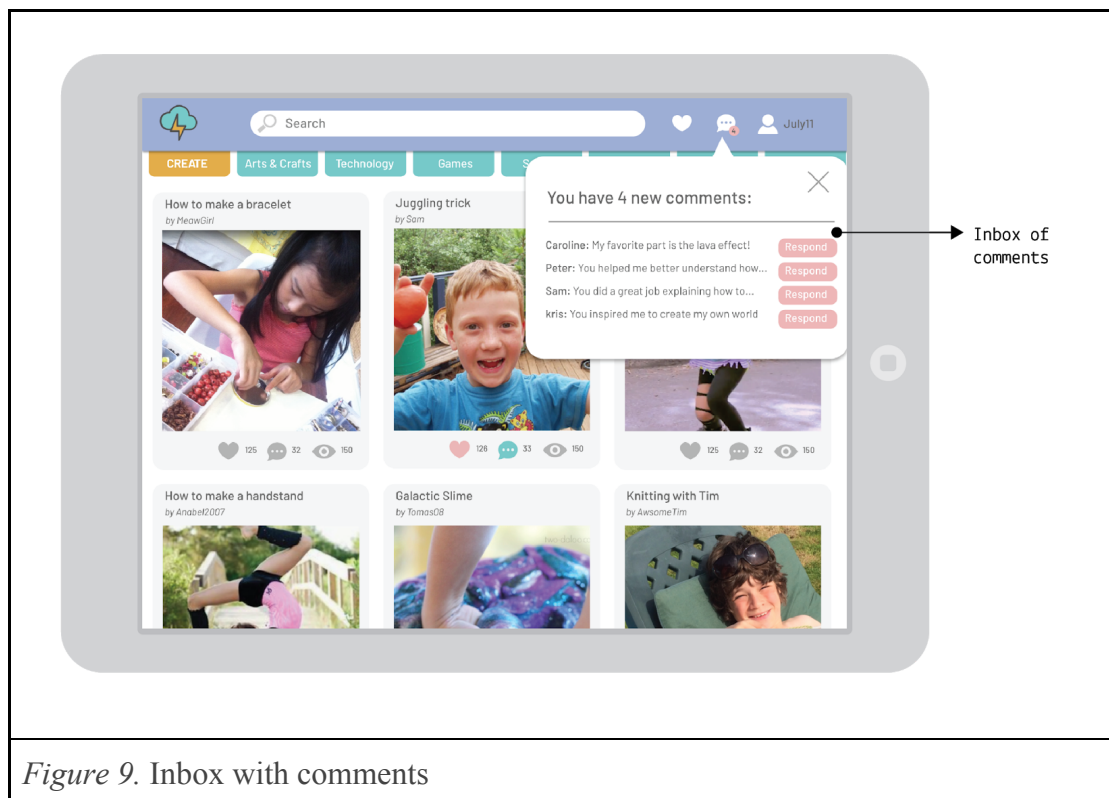 Search
4
July11
CREATE
Arts & Crafts
Technology
Games
S
You have 4 new comments:
Caroline: My favorite part is the lava effect!
Respond
Peter: You helped me better understand how...
Respond
Sam: You did a great job explaining how to...
Respond
kris: You inspired me to create my own world
Respond
Inbox of
comments
How to make a bracelet
by MeowGirl
125
32
150
Juggling trick
by Sam
126
33
150
125
32
150
How to make a handstand
by Anabel2007
Galactic Slime
by Tomas08
Knitting with Tim
by AwsomeTim
Figure 9. Inbox with comments